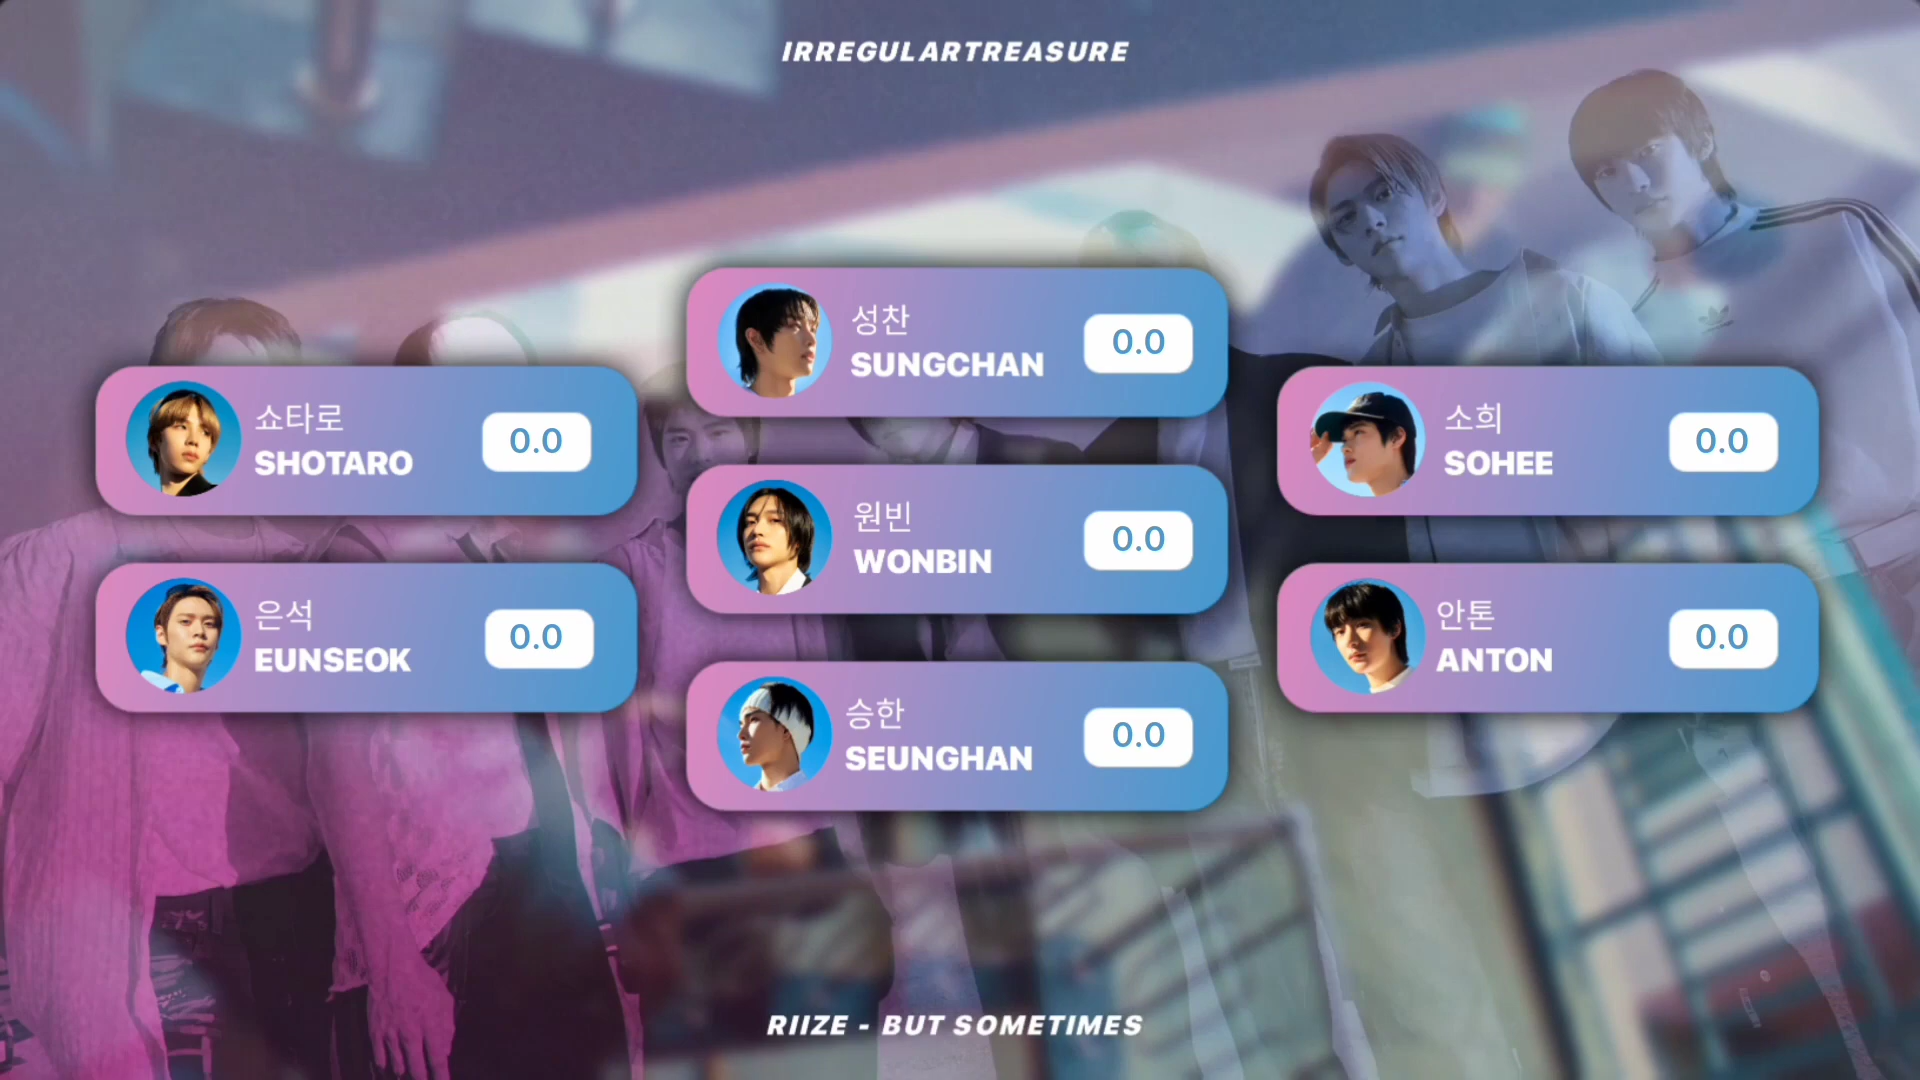 IRREGULARTREASURE
쇼타로
SHOTARO
0.0
은석
EUNSEOK
0.0
성찬
SUNGCHAN
0.0
원빈
WONBIN
0.0
승한
SEUNGHAN
0.0
소희
SOHEE
0.0
안톤
ANTON
0.0
RIIZE - BUT SOMETIMES